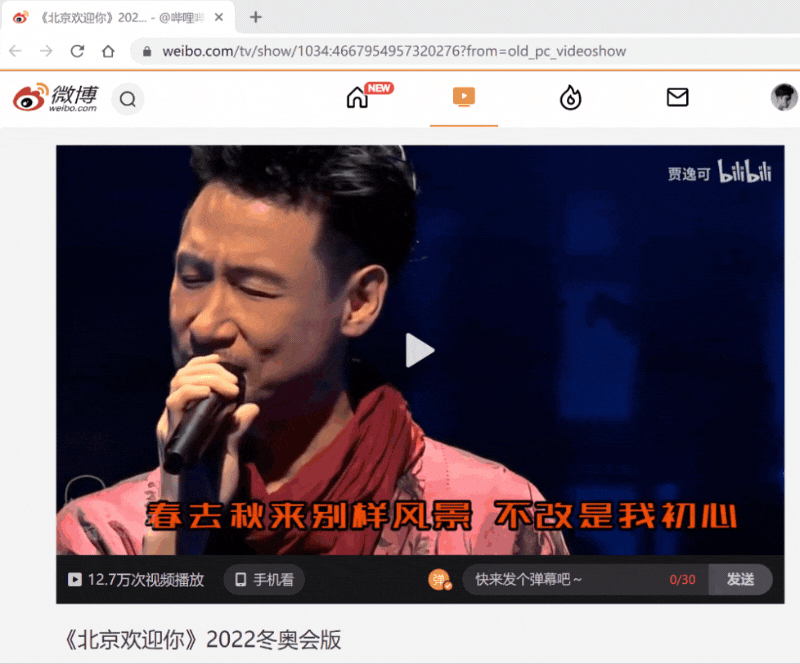 《北京欢迎你》202... - @哔哩
weibo.com/tv/show/1034:4667954957320276?from=old_pc_videoshow
微博
weibo.com
NEW
贾逸可 bilibili
春去秋来别样风景 不改是我初心
12.7万次视频播放 手机看 弹 快来发个弹幕吧~ 0/30 发送
《北京欢迎你》2022冬奥会版